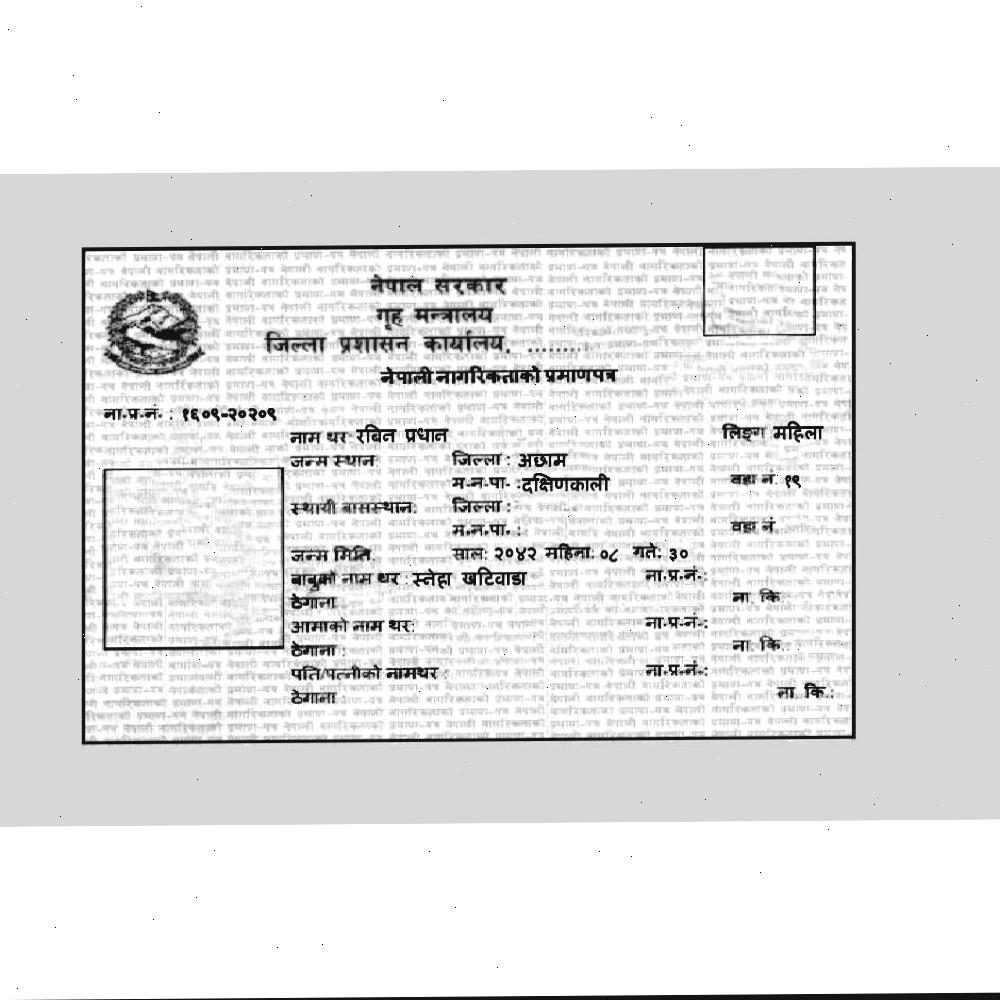 नेपाल सरकार
गृह मन्त्रालय
जिल्ला प्रशासन कार्यालय, ..........
नेपाली नागरिकताको प्रमाणपत्र
ना.प्र.नं. : १६०९-२०२०९
नाम थर रबिन प्रधान लिङ्ग महिला
जन्म स्थान: जिल्ला : अछाम
म.न.पा. :दक्षिणकाली वडा नं. १९
स्थायी बासस्थान: जिल्ला :
म.न.पा. : वडा नं
जन्म मिति: साल: २०४२ महिना: ०८ गते: ३०
बाबुको नाम थर : स्नेहा खटिवाडा ना.प्र.नं.:
ठेगाना : ना. कि.:
आमाको नाम थर: ना.प्र.नं.:
ठेगाना : ना. कि.:
पति/पत्नीको नामथर : ना.प्र.नं.:
ठेगाना : ना. कि.: